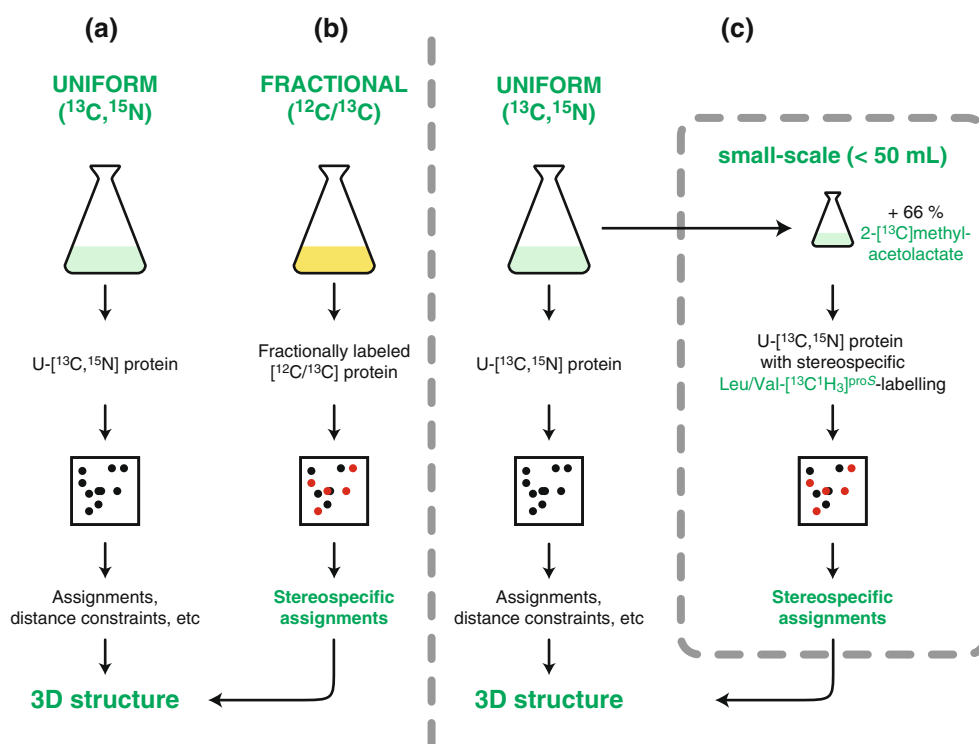 (a)
UNIFORM
(¹³C,¹⁵N)
U-[¹³C,¹⁵N] protein
Assignments,
distance constraints, etc
3D structure
(b)
FRACTIONAL
(¹²C/¹³C)
Fractionally labeled
[¹²C/¹³C] protein
Stereospecific
assignments
(c)
UNIFORM
(¹³C,¹⁵N)
U-[¹³C,¹⁵N] protein
Assignments,
distance constraints, etc
3D structure
small-scale (< 50 mL)
+ 66 %
2-[¹³C]methyl-
acetolactate
U-[¹³C,¹⁵N] protein
with stereospecific
Leu/Val-[¹³C¹H₃]ᵖʳᵒˢ-labelling
Stereospecific
assignments